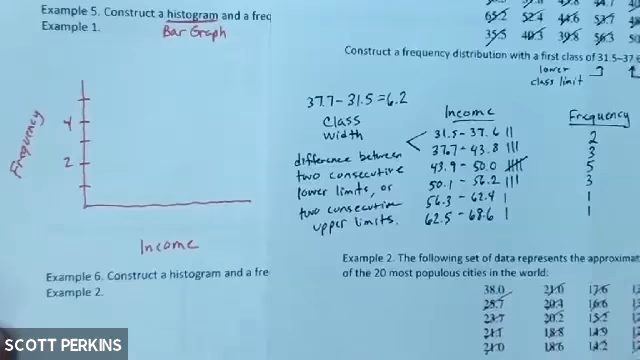 Example 5. Construct a histogram and a freq
Example 1.
Bar Graph
Frequency
4
2
Income
Example 6. Construct a histogram and a fre
Example 2.
65.2 52.4 44.6 53.7
35.5 40.3 39.8 56.3 50
Construct a frequency distribution with a first class of 31.5–37.6
lower
class limit
37.7 - 31.5 = 6.2
Class
Width
difference between
two consecutive
lower limits, or
two consecutive
upper limits.
Income Frequency
31.5 - 37.6 || 2
37.7 - 43.8 ||| 3
43.9 - 50.0 5
50.1 - 56.2 ||| 3
56.3 - 62.4 | 1
62.5 - 68.6 | 1
Example 2. The following set of data represents the approximat
of the 20 most populous cities in the world:
38.0 21.0 17.6
25.7 20.4 16.6
23.7 20.2 15.2
21.1 18.8 14.9
21.0 18.6 14.2
SCOTT PERKINS